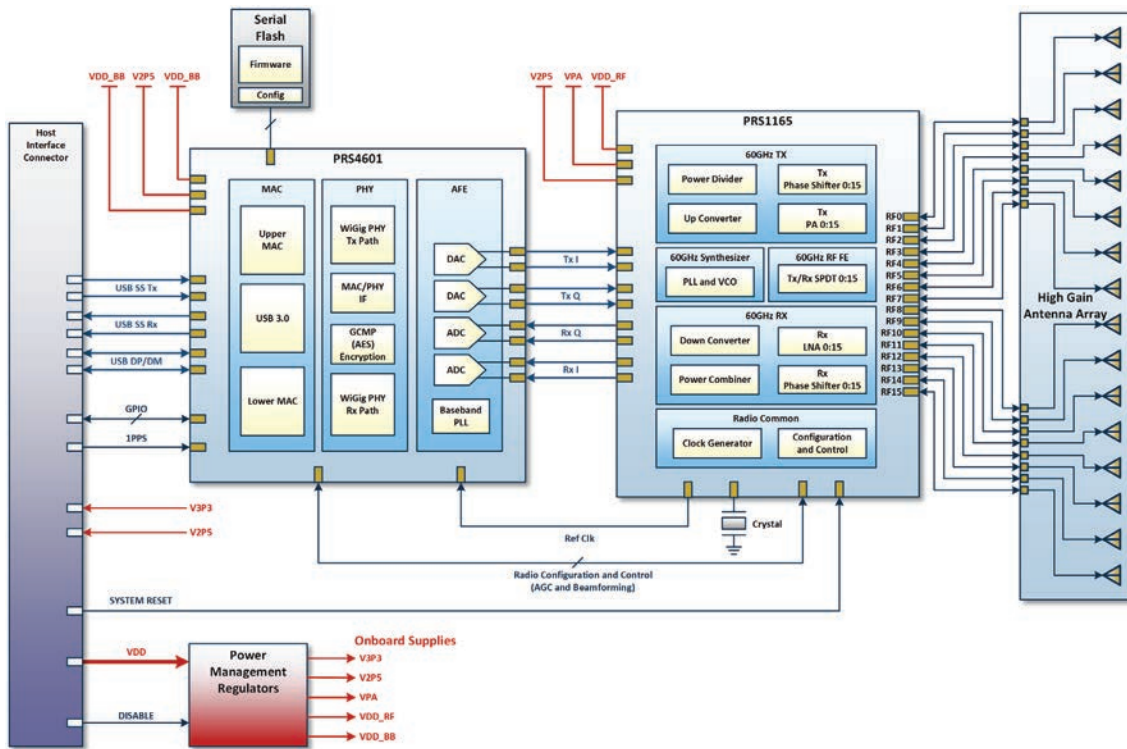 Serial
Flash
Firmware
Config
VDD_BB
V2P5
VDD_BB
V2P5
VPA
VDD_RF
Host
Interface
Connector
PRS4601
MAC
Upper
MAC
USB 3.0
Lower MAC
PHY
WiGig PHY
Tx Path
MAC/PHY
IF
GCMP
(AES)
Encryption
WiGig PHY
Rx Path
AFE
DAC
DAC
ADC
ADC
Baseband
PLL
USB SS Tx
USB SS Rx
USB DP/DM
GPIO
1PPS
V3P3
V2P5
SYSTEM RESET
VDD
DISABLE
Tx I
Tx Q
Rx Q
Rx I
PRS1165
60GHz TX
Power Divider
Tx
Phase Shifter 0:15
Up Converter
Tx
PA 0:15
60GHz Synthesizer
PLL and VCO
60GHz RF FE
Tx/Rx SPDT 0:15
60GHz RX
Down Converter
Rx
LNA 0:15
Power Combiner
Rx
Phase Shifter 0:15
Radio Common
Clock Generator
Configuration
and Control
RF0
RF1
RF2
RF3
RF4
RF5
RF6
RF7
RF8
RF9
RF10
RF11
RF12
RF13
RF14
RF15
High Gain
Antenna Array
Crystal
Ref Clk
Radio Configuration and Control
(AGC and Beamforming)
Power
Management
Regulators
Onboard Supplies
V3P3
V2P5
VPA
VDD_RF
VDD_BB